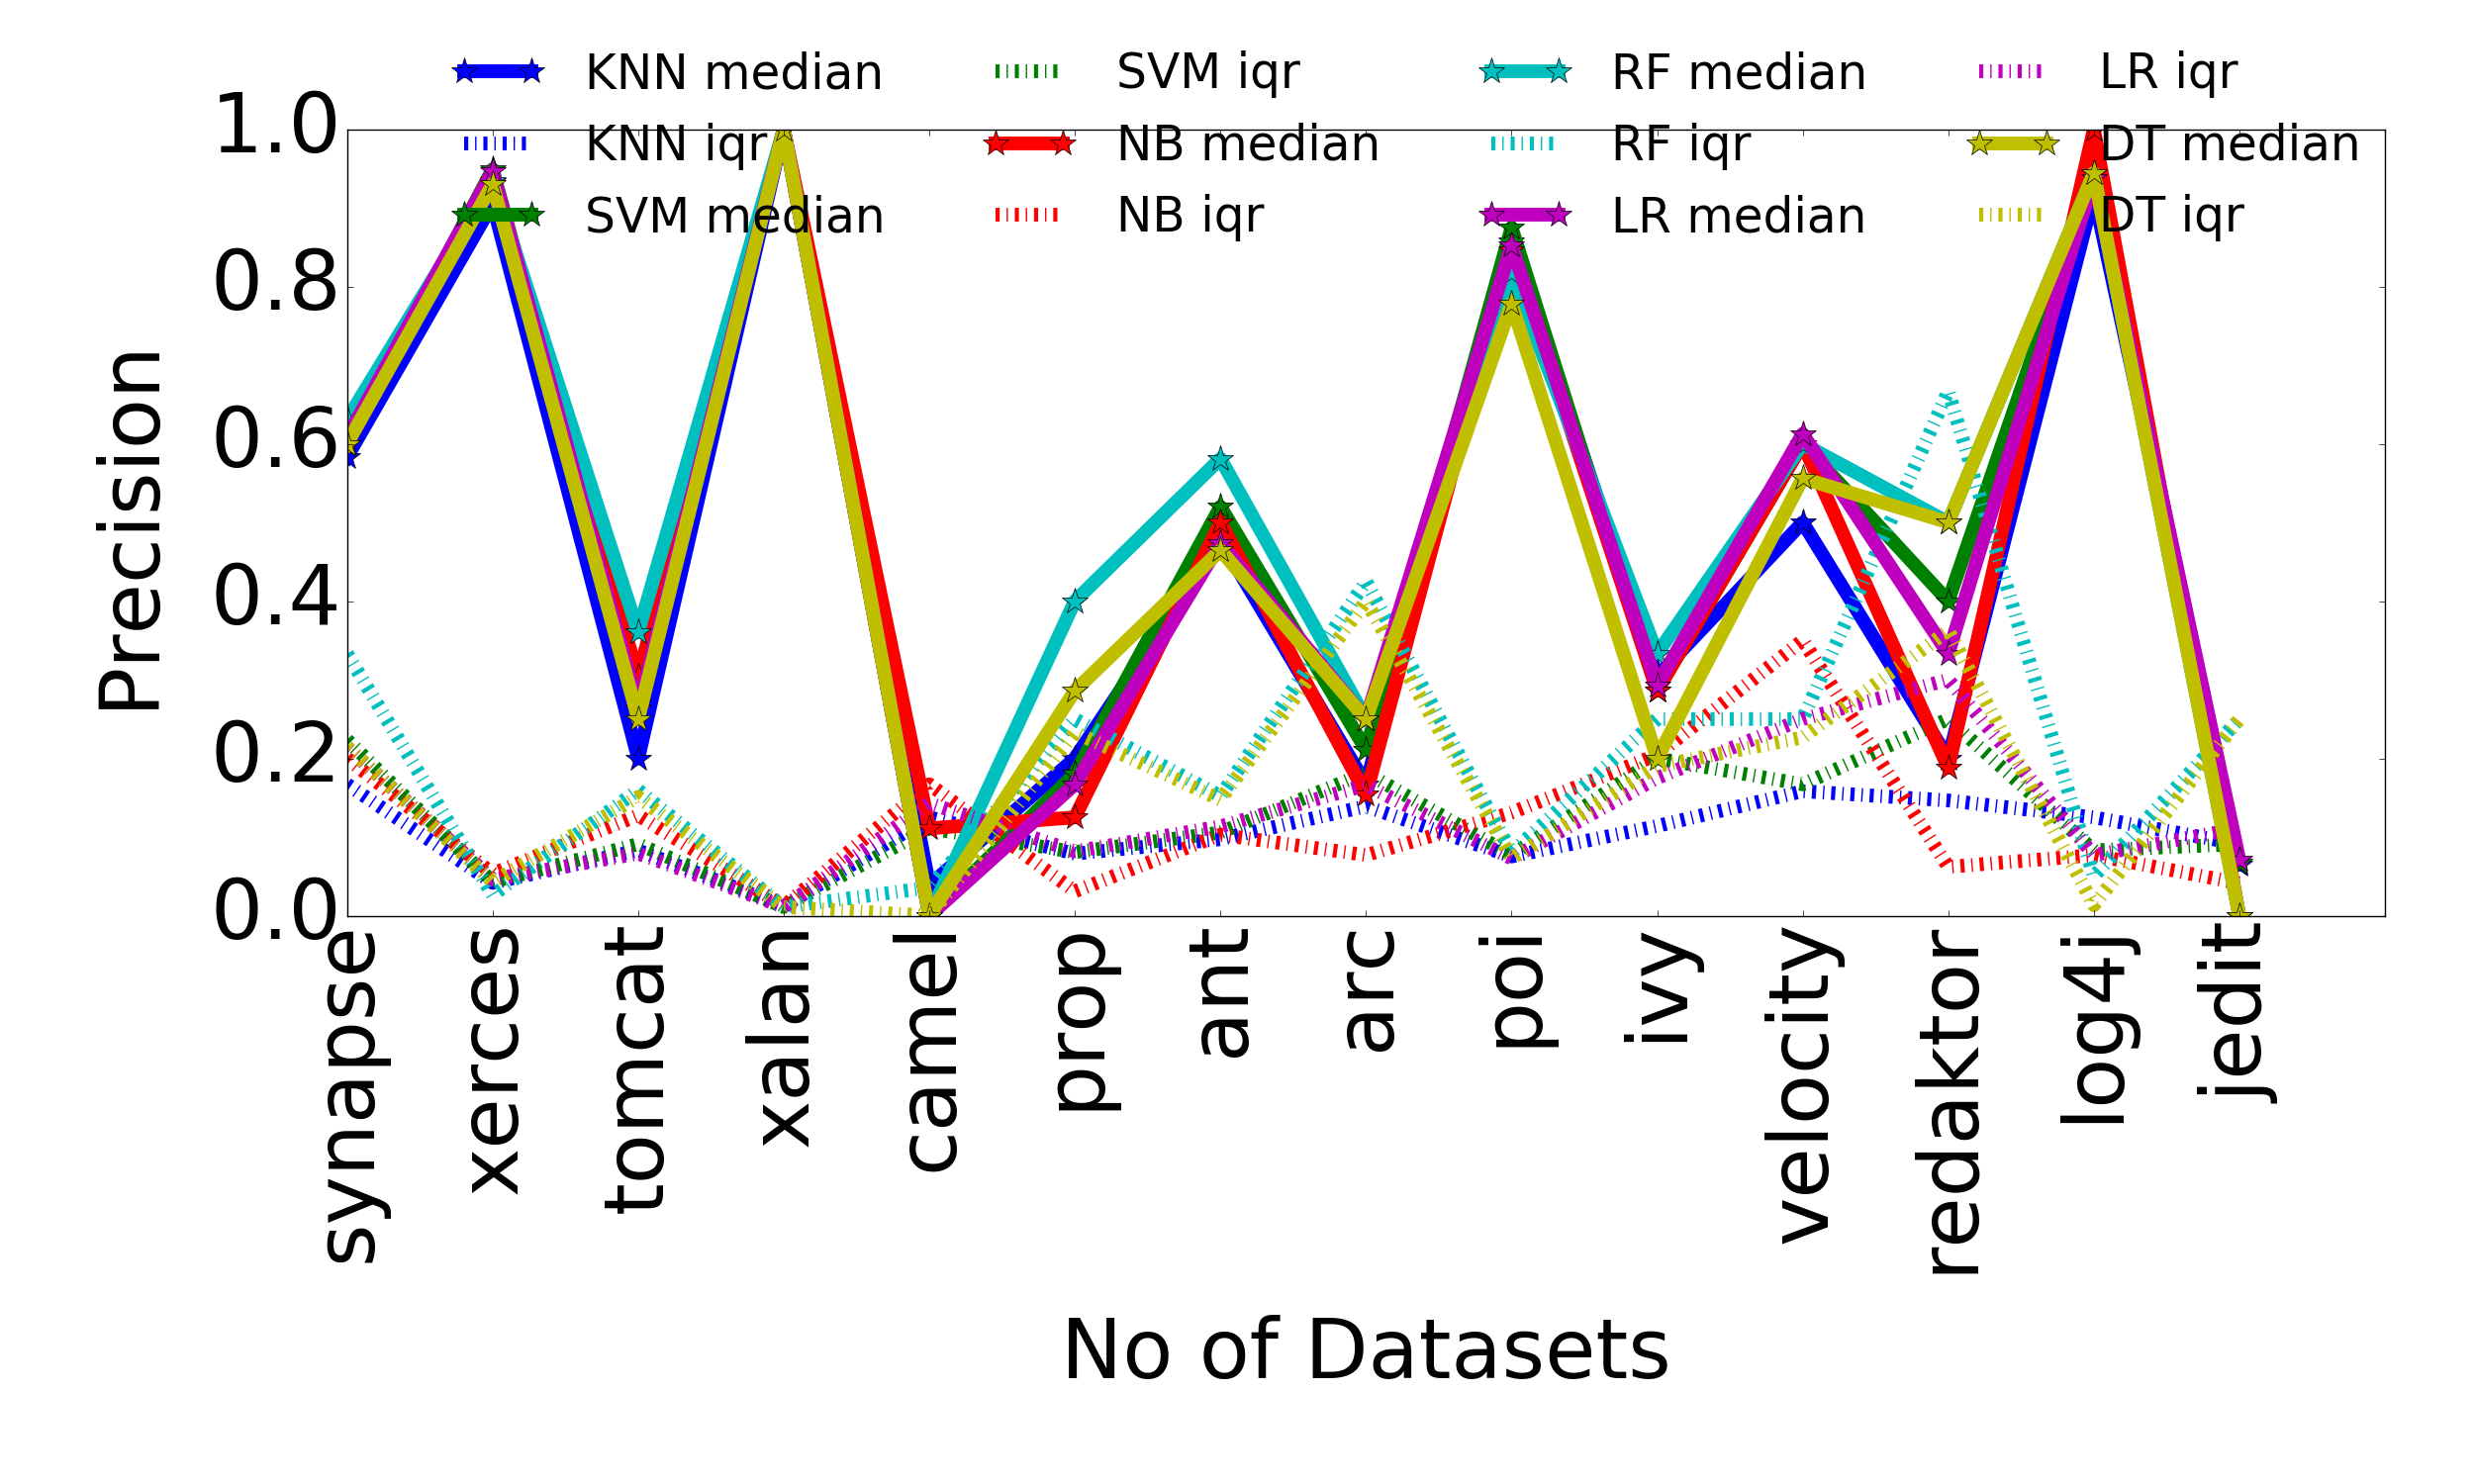 KNN median
KNN iqr
SVM median
SVM iqr
NB median
NB iqr
RF median
RF iqr
LR median
LR iqr
DT median
DT iqr
1.0
0.8
0.6
0.4
0.2
0.0
Precision
synapse
xerces
tomcat
xalan
camel
prop
ant
arc
poi
ivy
velocity
redaktor
log4j
jedit
No of Datasets